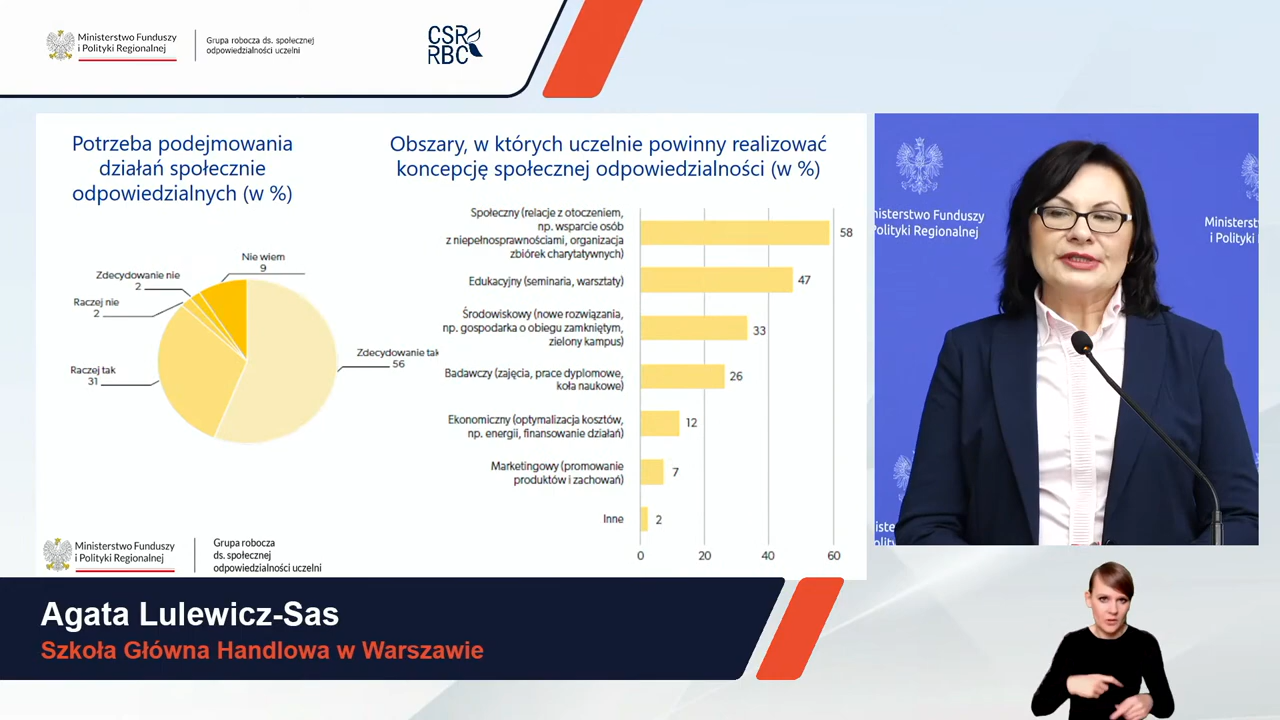 Ministerstwo Funduszy
i Polityki Regionalnej
Grupa robocza ds. społecznej
odpowiedzialności uczelni
CSR
RBC
Potrzeba podejmowania
działań społecznie
odpowiedzialnych (w %)
Nie wiem
9
Zdecydowanie nie
2
Raczej nie
2
Raczej tak
31
Zdecydowanie tak
56
Obszary, w których uczelnie powinny realizować
koncepcję społecznej odpowiedzialności (w %)
Społeczny (relacje z otoczeniem,
np. wsparcie osób
z niepełnosprawnościami, organizacja
zbiórek charytatywnych)
58
Edukacyjny (seminaria, warsztaty)
47
Środowiskowy (nowe rozwiązania,
np. gospodarka o obiegu zamkniętym,
zielony kampus)
33
Badawczy (zajęcia, prace dyplomowe,
koła naukowe)
26
Ekonomiczny (optymalizacja kosztów,
np. energii, finansowanie działań)
12
Marketingowy (promowanie
produktów i zachowań)
7
Inne
2
0 20 40 60
Ministerstwo Funduszy
i Polityki Regionalnej
Grupa robocza
ds. społecznej
odpowiedzialności uczelni
Ministerstwo Funduszy
Polityki Regionalnej
Ministerst
i Polityki
Agata Lulewicz-Sas
Szkoła Główna Handlowa w Warszawie